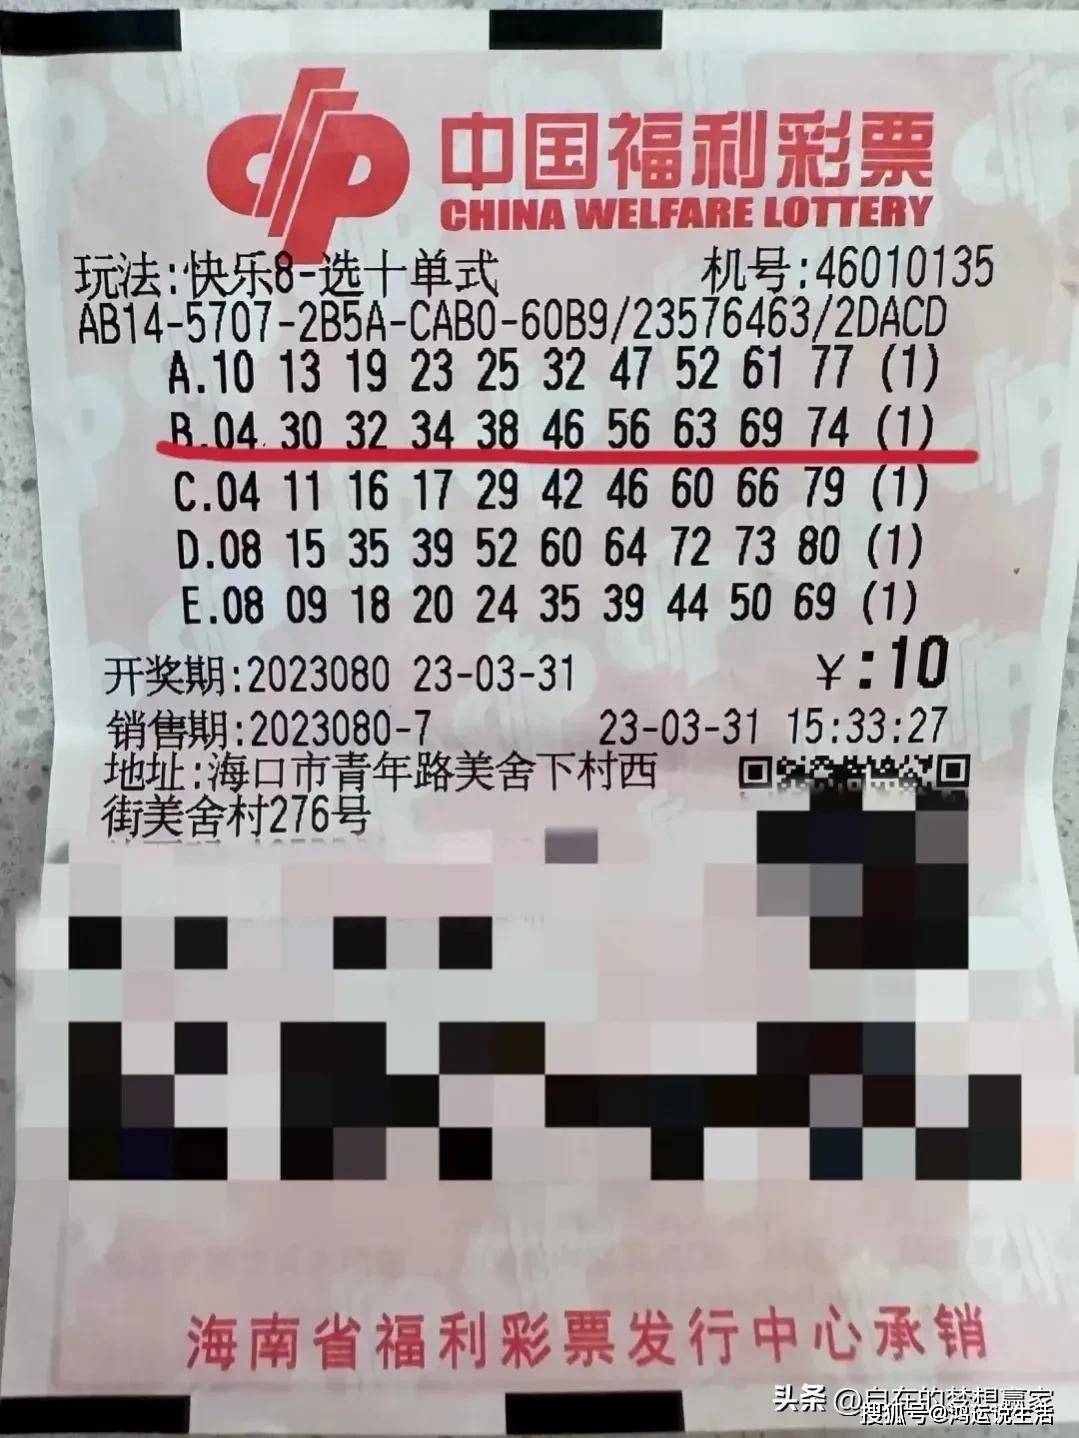 中国福利彩票
CHINA WELFARE LOTTERY
玩法:快乐8-选十单式 机号:46010135
AB14-5707-2B5A-CAB0-60B9/23576463/2DACD
A.10 13 19 23 25 32 47 52 61 77 (1)
B.04 30 32 34 38 46 56 63 69 74 (1)
C.04 11 16 17 29 42 46 60 66 79 (1)
D.08 15 35 39 52 60 64 72 73 80 (1)
E.08 09 18 20 24 35 39 44 50 69 (1)
开奖期:2023080 23-03-31 ¥:10
销售期:2023080-7 23-03-31 15:33:27
地址:海口市青年路美舍下村西
街美舍村276号
海南省福利彩票发行中心承销
头条 @自在的梦想赢家
搜狐号@鸿运说生活